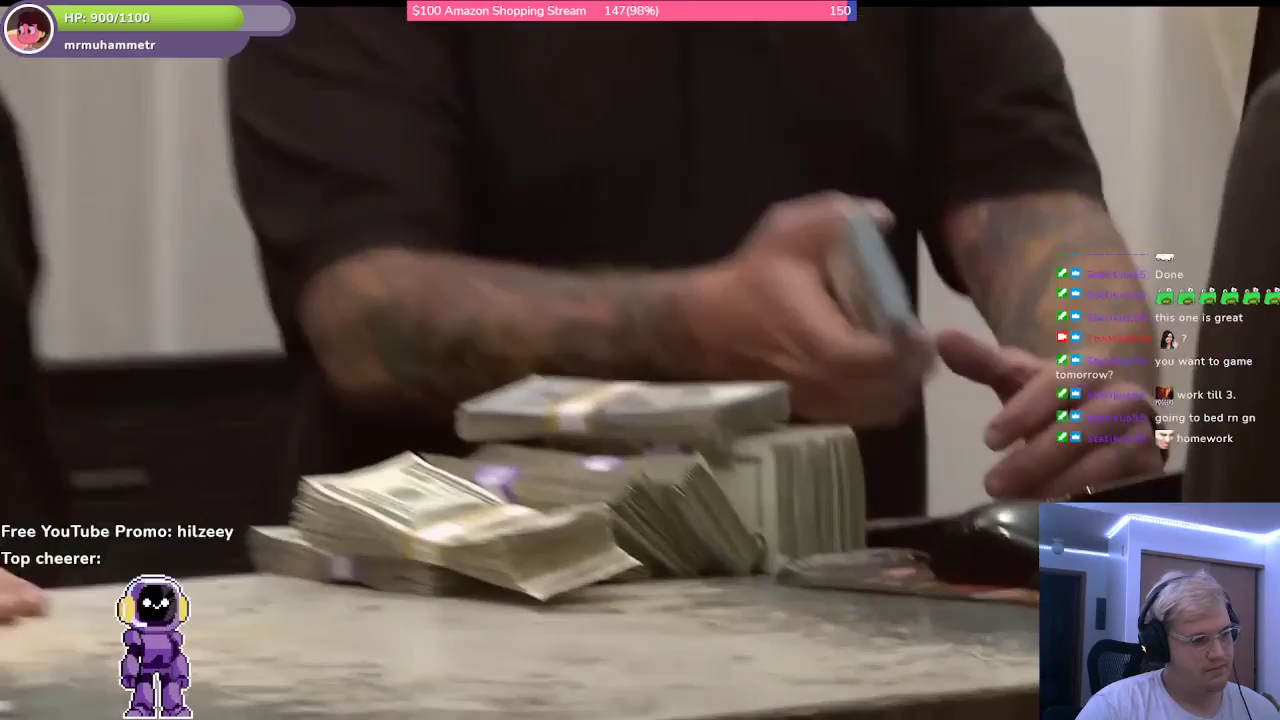 HP: 900/1100
mrmuhammetr
$100 Amazon Shopping Stream 147(98%) 150
Done
this one is great
?
you want to game
tomorrow?
work till 3.
going to bed rn gn
homework
Free YouTube Promo: hilzeey
Top cheerer: